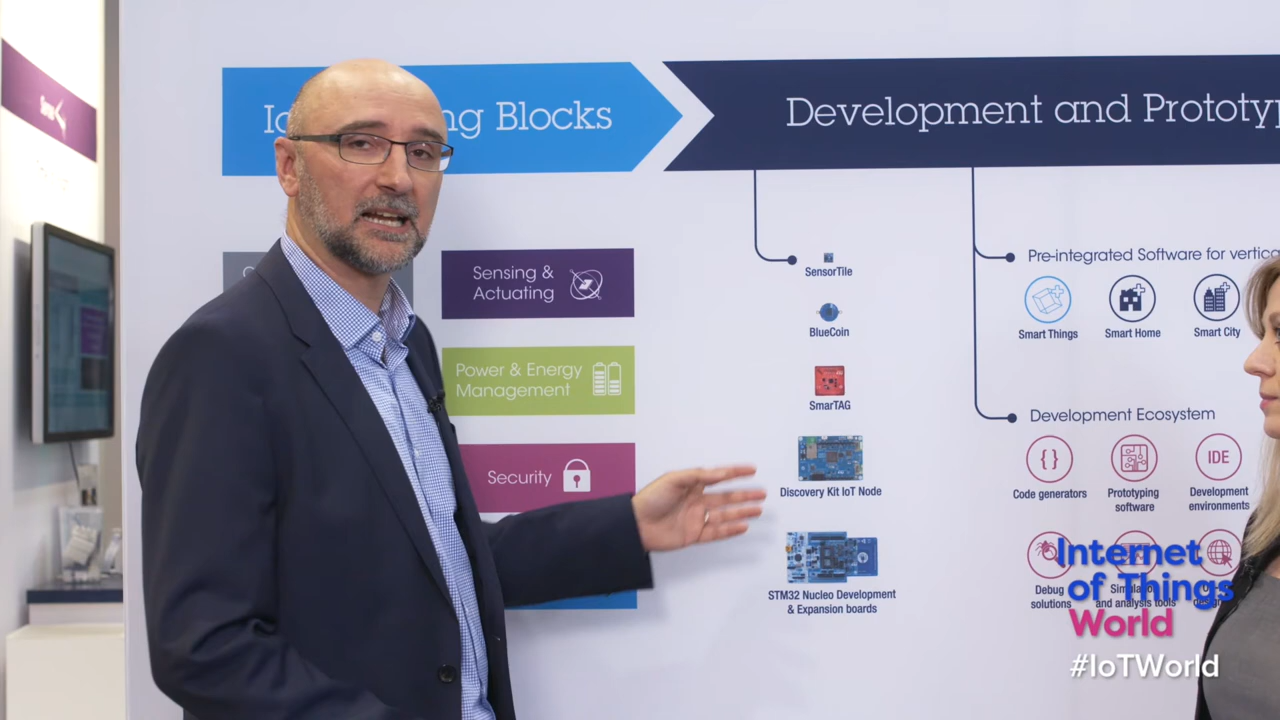 ng Blocks
Development and Prototyp
Sensing &
Actuating
Power & Energy
Management
Security
SensorTile
BlueCoin
SmarTAG
Discovery Kit IoT Node
STM32 Nucleo Development
& Expansion boards
Pre-integrated Software for vertica
Smart Things
Smart Home
Smart City
Development Ecosystem
{ }
IDE
Code generators
Prototyping
software
Development
environments
Debug
solutions
and analysis tools
Internet
of Things
World
#IoTWorld